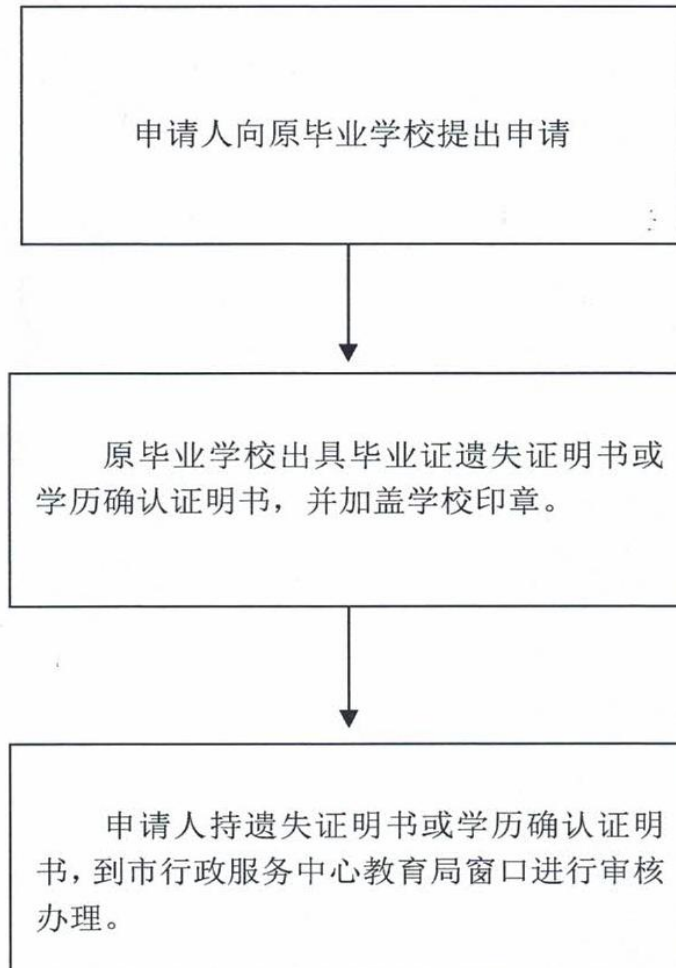 申请人向原毕业学校提出申请
原毕业学校出具毕业证遗失证明书或
学历确认证明书，并加盖学校印章。
申请人持遗失证明书或学历确认证明
书，到市行政服务中心教育局窗口进行审核
办理。